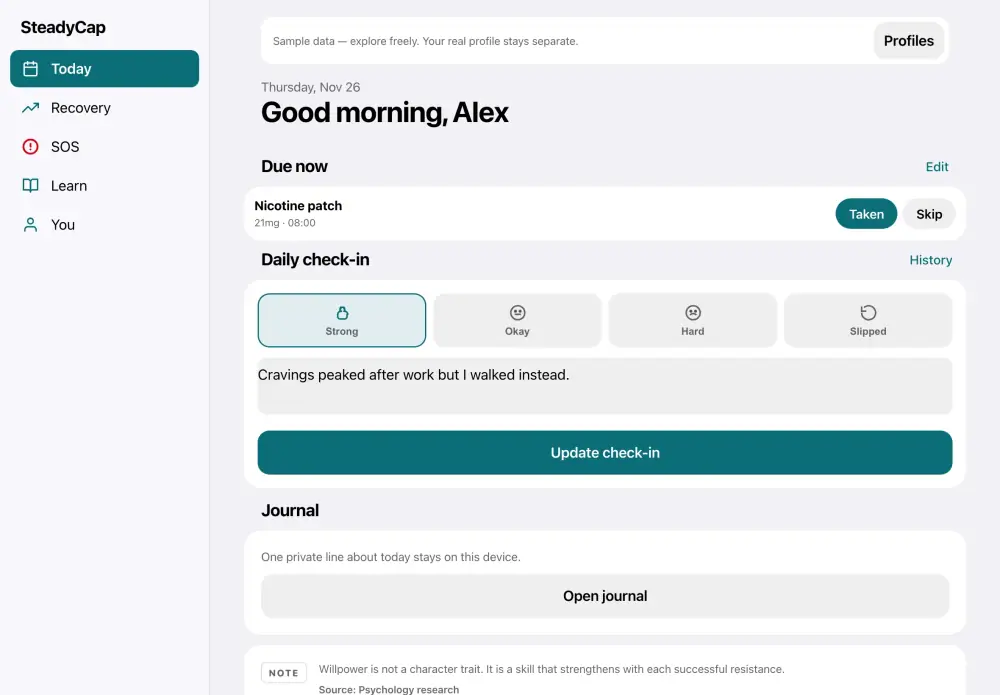 SteadyCap
Today
Recovery
SOS
Learn
You
Sample data — explore freely. Your real profile stays separate.
Profiles
Thursday, Nov 26
Good morning, Alex
Due now
Edit
Nicotine patch
21mg · 08:00
Taken
Skip
Daily check-in
History
Strong
Okay
Hard
Slipped
Cravings peaked after work but I walked instead.
Update check-in
Journal
One private line about today stays on this device.
Open journal
NOTE
Willpower is not a character trait. It is a skill that strengthens with each successful resistance.
Source: Psychology research